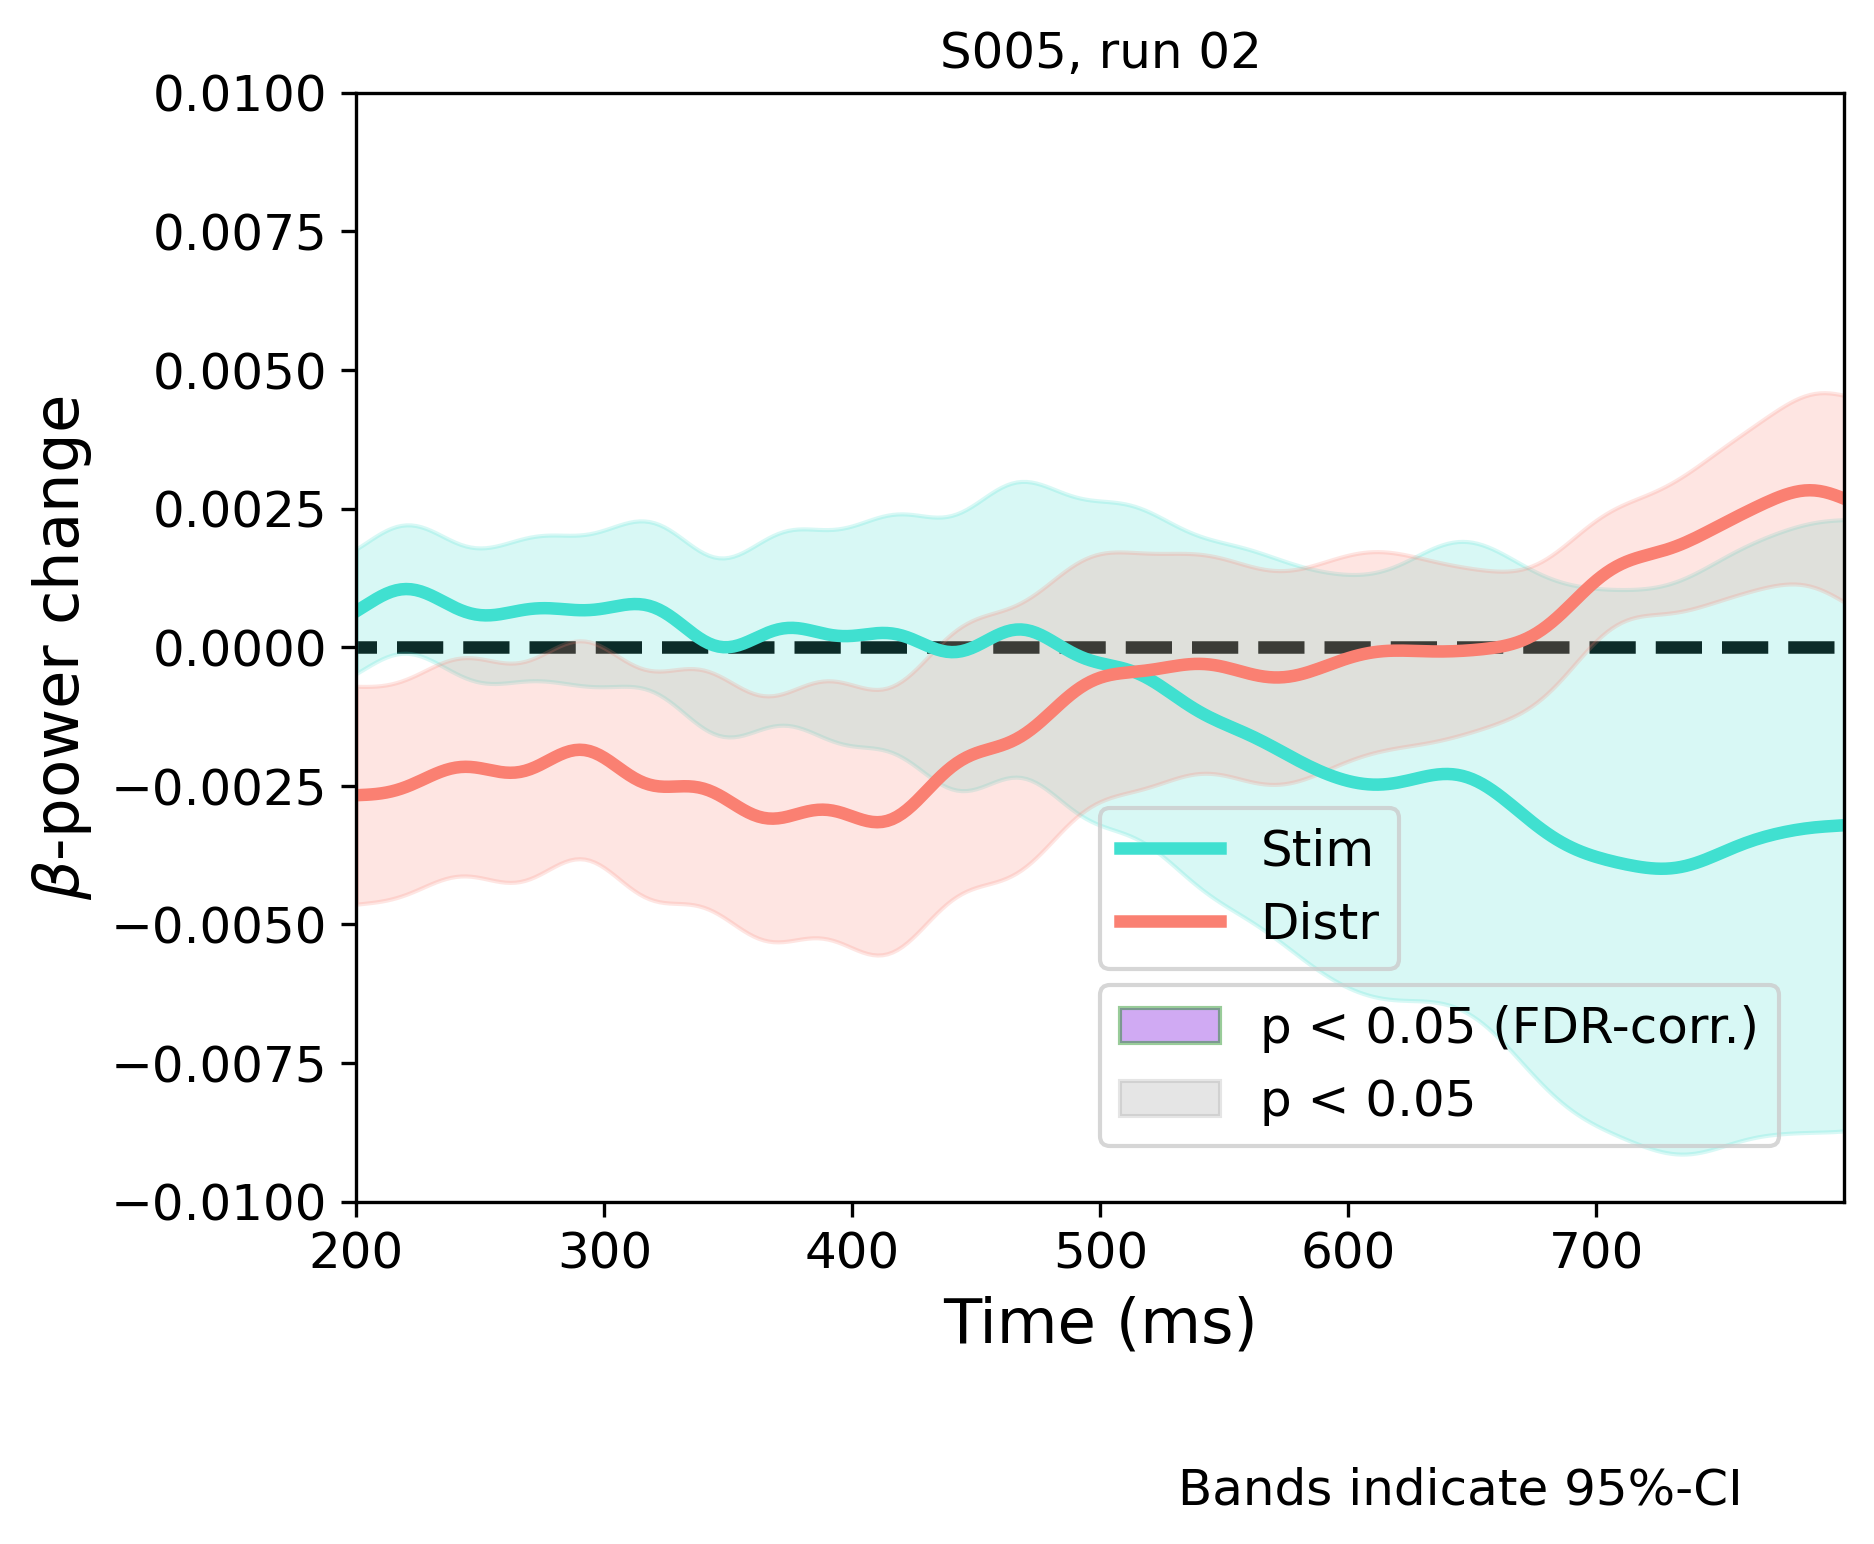 S005, run 02
0.0100
0.0075
0.0050
0.0025
0.0000
−0.0025
−0.0050
−0.0075
−0.0100
β-power change
Stim
Distr
p < 0.05 (FDR-corr.)
p < 0.05
200 300 400 500 600 700
Time (ms)
Bands indicate 95%-CI